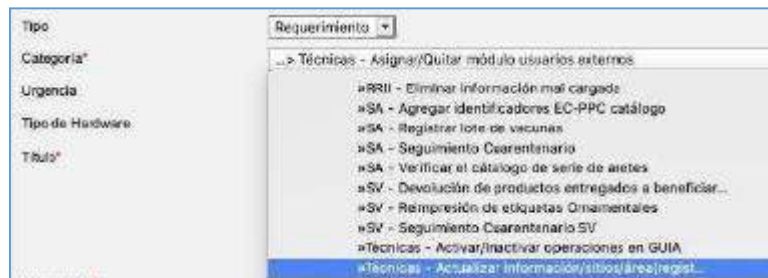 Tipo
Requerimiento
Categoría*
...> Técnicas - Asignar/Quitar módulo usuarios externos
Urgencia
»RRII - Eliminar información mal cargada
»SA - Agregar identificadores EC-PPC catálogo
Tipo de Hardware
»SA - Registrar lote de vacunas
»SA - Seguimiento Cuarentenario
Título*
»SA - Verificar el cátalogo de serie de aretes
»SV - Devolución de productos entregados a beneficiar...
»SV - Reimpresión de etiquetas Ornamentales
»SV - Seguimiento Cuarentenario SV
»Técnicas - Activar/Inactivar operaciones en GUIA
»Técnicas - Actualizar información/sitios/área/regist...